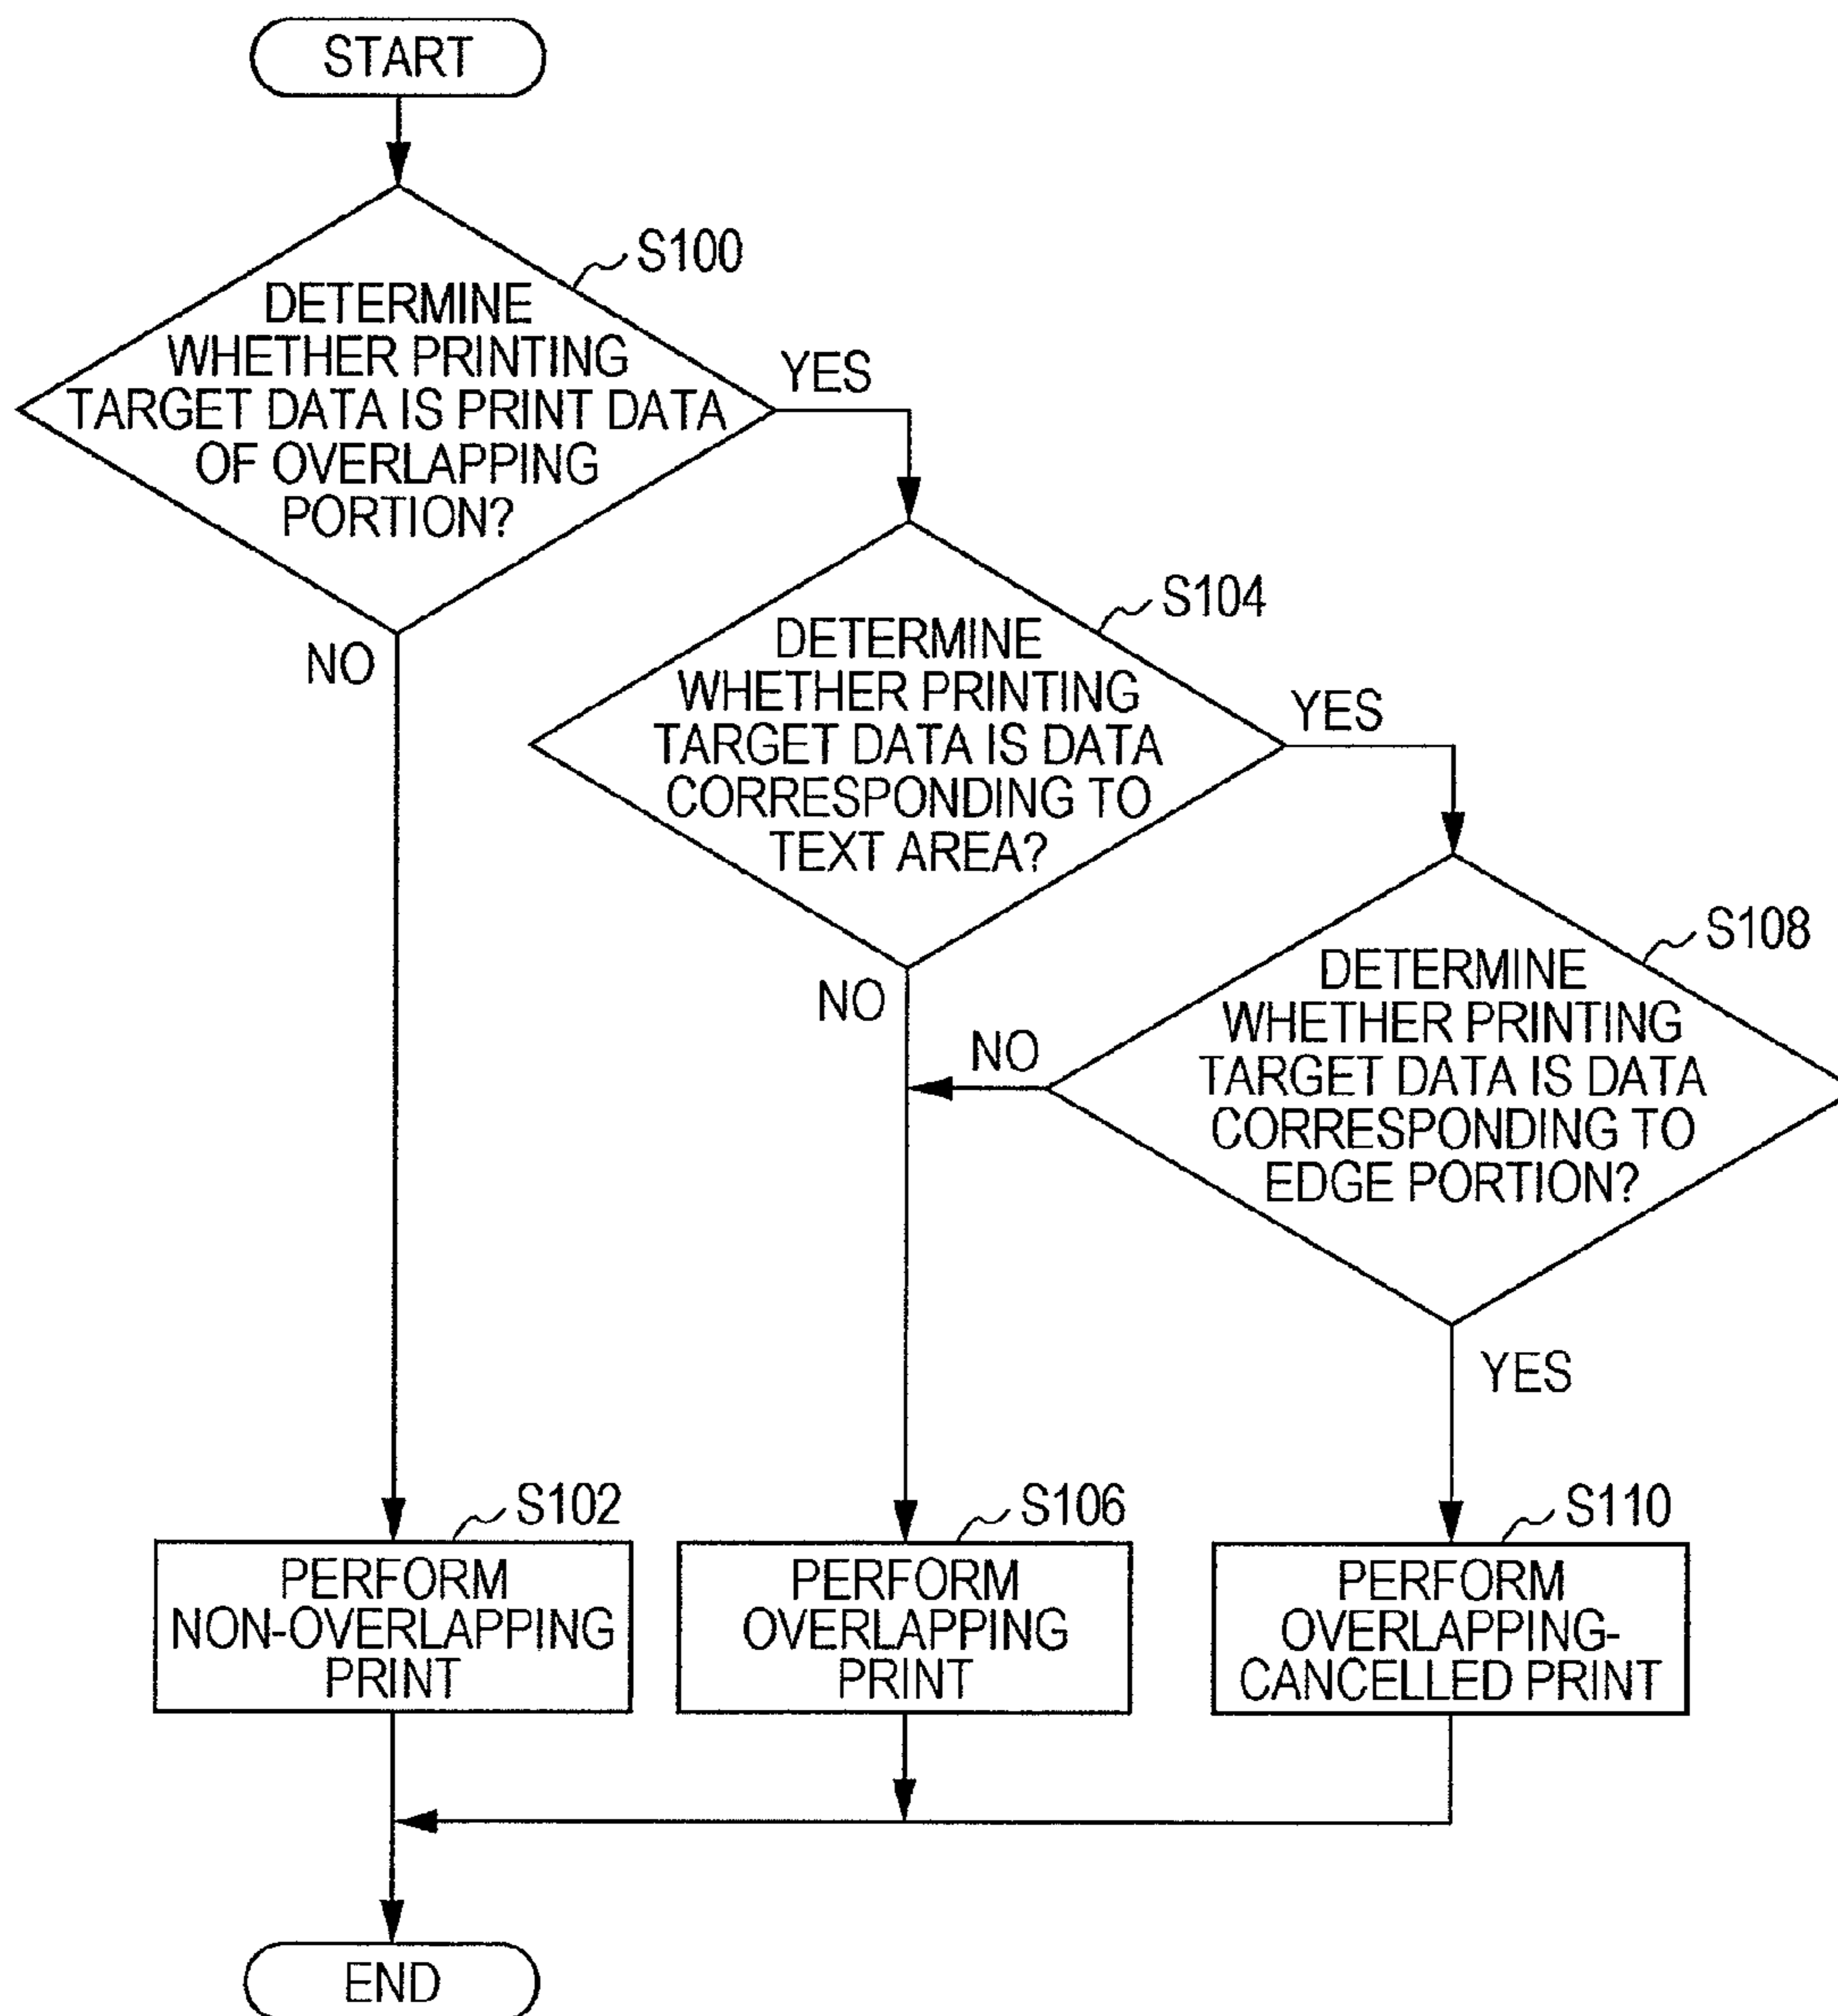 START
S100
DETERMINE
WHETHER PRINTING
TARGET DATA IS PRINT DATA
OF OVERLAPPING
PORTION?
YES
NO
S104
DETERMINE
WHETHER PRINTING
TARGET DATA IS DATA
CORRESPONDING TO
TEXT AREA?
YES
NO
S108
DETERMINE
WHETHER PRINTING
TARGET DATA IS DATA
CORRESPONDING TO
EDGE PORTION?
NO
YES
S102
PERFORM
NON-OVERLAPPING
PRINT
S106
PERFORM
OVERLAPPING
PRINT
S110
PERFORM
OVERLAPPING-
CANCELLED PRINT
END